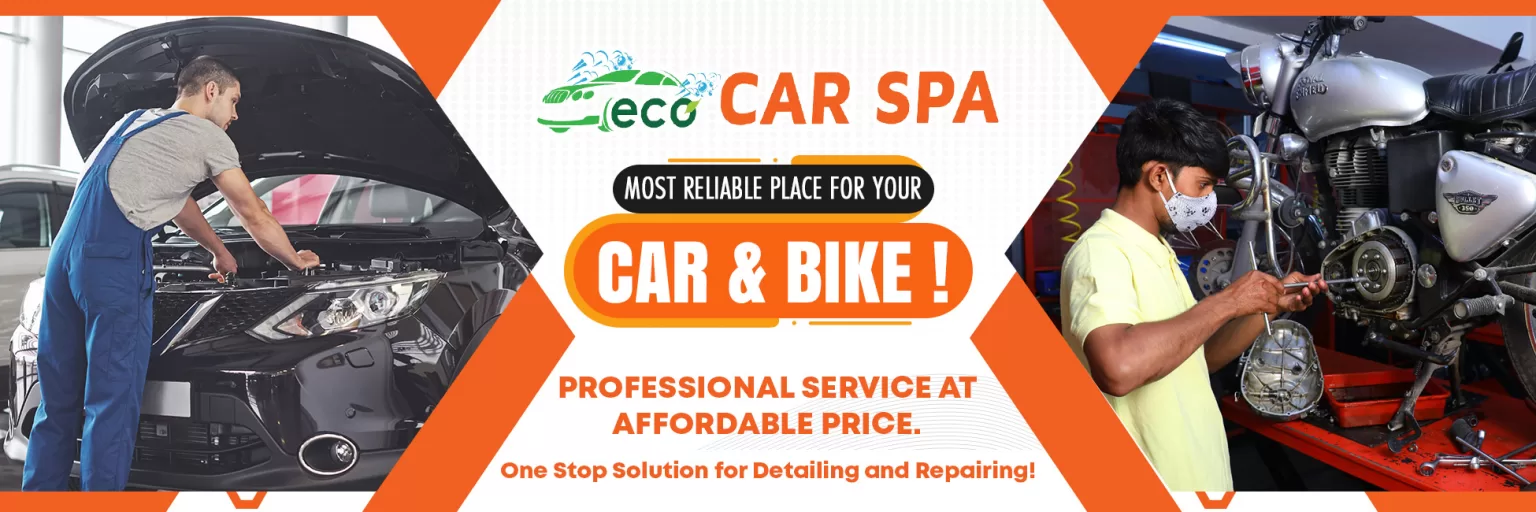 eco CAR SPA
MOST RELIABLE PLACE FOR YOUR
CAR & BIKE !
PROFESSIONAL SERVICE AT
AFFORDABLE PRICE.
One Stop Solution for Detailing and Repairing!